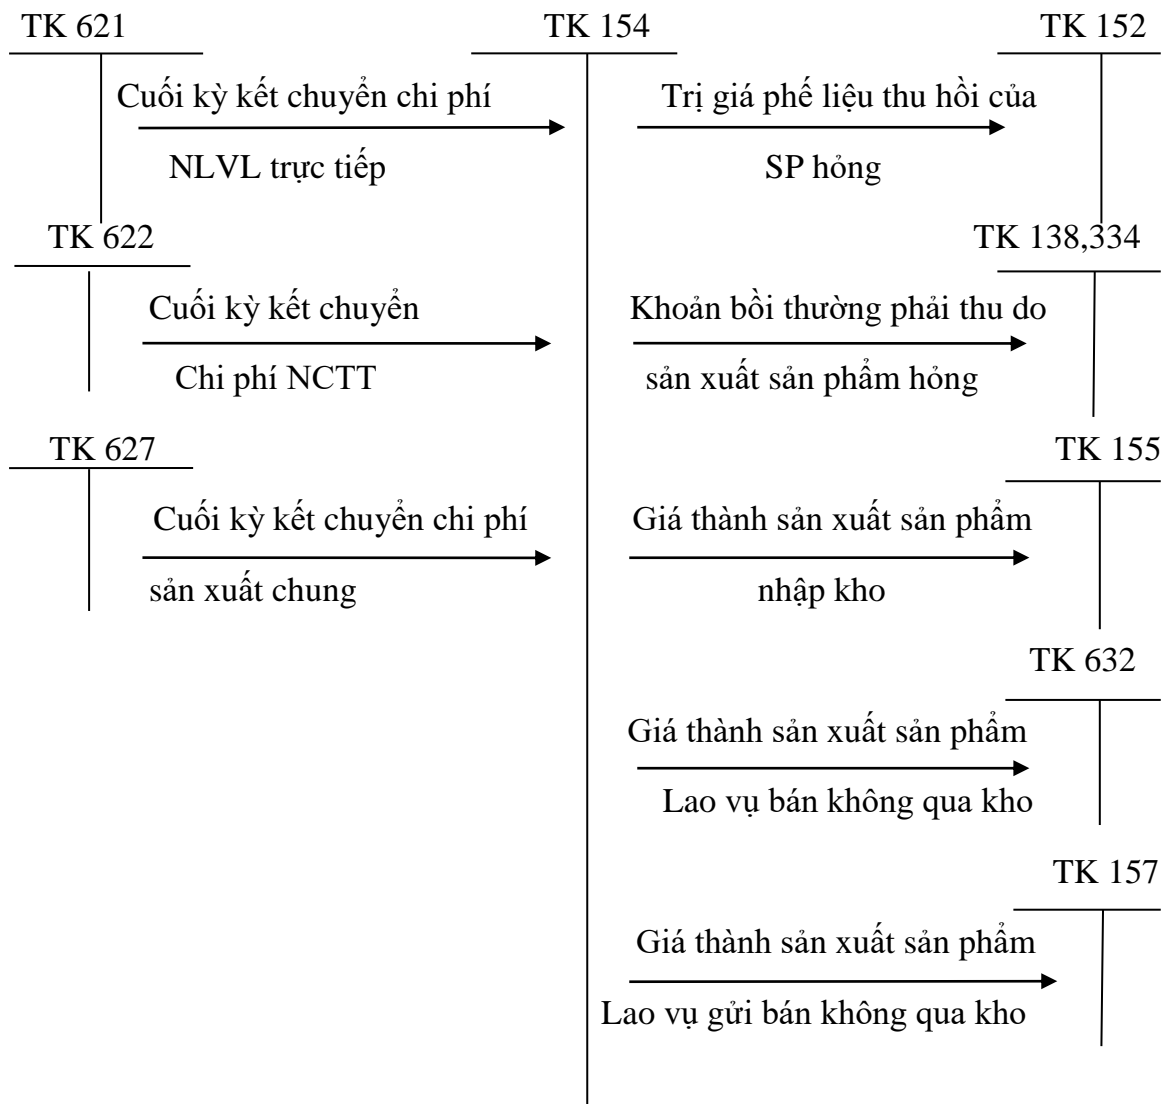 TK 621 TK 154 TK 152
Cuối kỳ kết chuyển chi phí Trị giá phế liệu thu hồi của
NLVL trực tiếp SP hỏng
TK 622 TK 138,334
Cuối kỳ kết chuyển Khoản bồi thường phải thu do
Chi phí NCTT sản xuất sản phẩm hỏng
TK 627 TK 155
Cuối kỳ kết chuyển chi phí Giá thành sản xuất sản phẩm
sản xuất chung nhập kho
TK 632
Giá thành sản xuất sản phẩm
Lao vụ bán không qua kho
TK 157
Giá thành sản xuất sản phẩm
Lao vụ gửi bán không qua kho